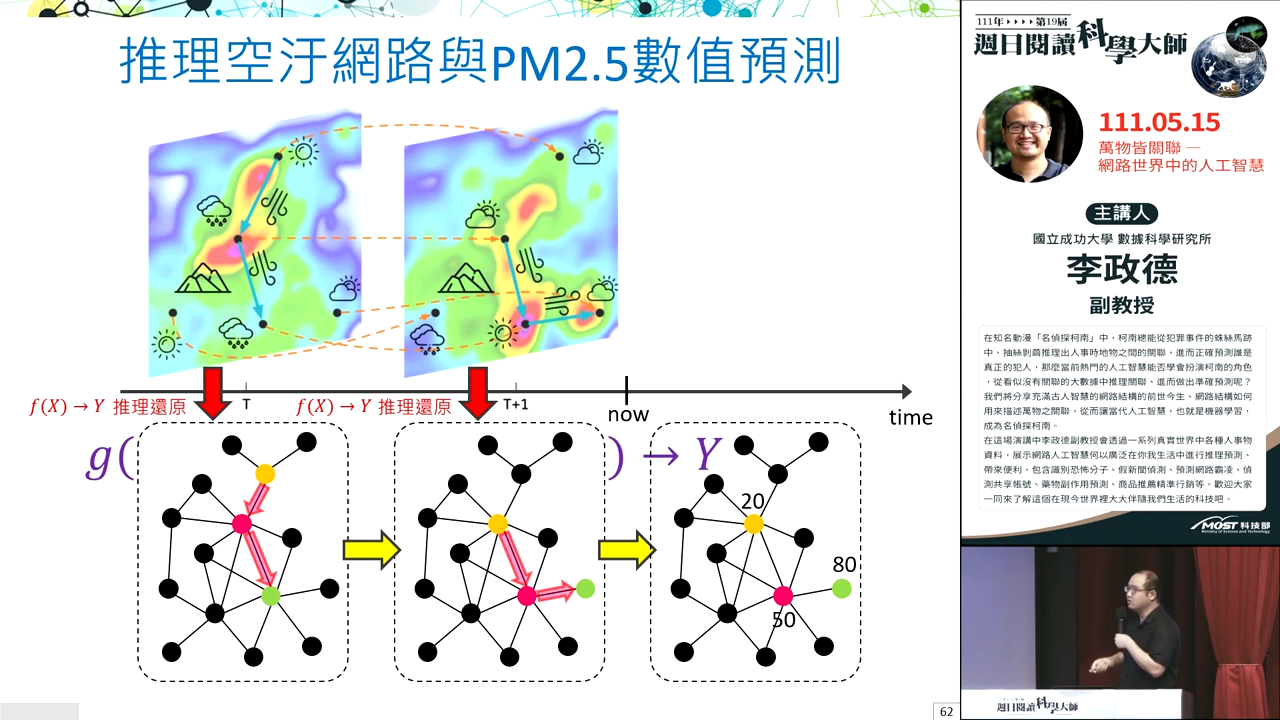 推理空汙網路與PM2.5數值預測
f(X) → Y 推理還原
T
f(X) → Y 推理還原
T+1
now
time
g(
) → Y
20
80
50
62
111年 第19屆
週日閱讀科學大師
111.05.15
萬物皆關聯 —
網路世界中的人工智慧
主講人
國立成功大學 數據科學研究所
李政德
副教授
在知名動漫「名偵探柯南」中，柯南總能從犯罪事件的蛛絲馬跡
中，抽絲剝繭推理出人事時地物之間的關聯，進而正確預測誰是
真正的犯人，那麼當前熱門的人工智慧能否學會扮演柯南的角色
，從看似沒有關聯的大數據中推理關聯、進而做出準確預測呢？
我們將分享充滿古人智慧的網路結構的前世今生、網路結構如何
用來描述萬物之關聯，從而讓當代人工智慧，也就是機器學習，
成為名偵探柯南。
在這場演講中李政德副教授會透過一系列真實世界中各種人事物
資料，展示網路人工智慧何以廣泛在你我生活中進行推理預測、
帶來便利，包含識別恐怖分子、假新聞偵測、預測網路霸凌、偵
測共享帳號、藥物副作用預測、商品推薦精準行銷等。歡迎大家
一同來了解這個在現今世界裡大大伴隨我們生活的科技吧。
MOST 科技部
Ministry of Science and Technology
週日閱讀科學大師